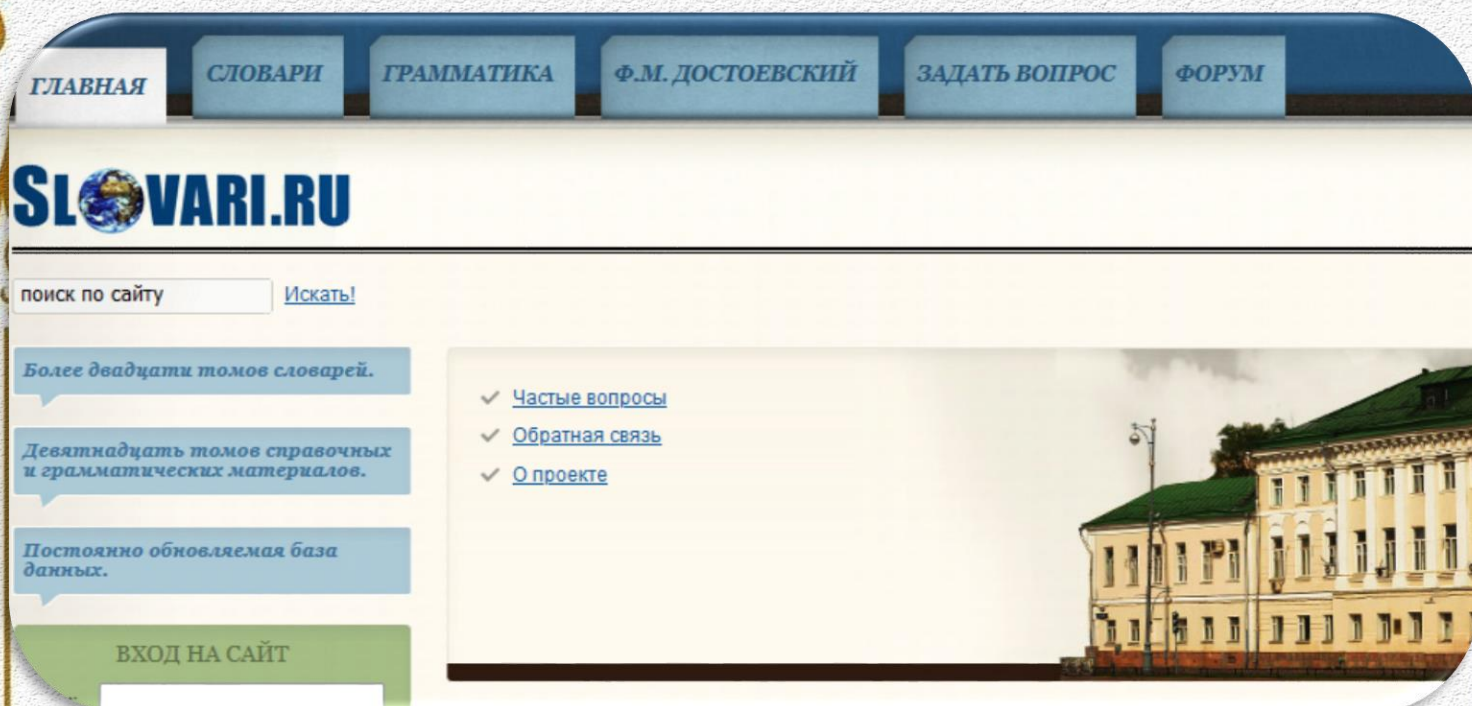 ГЛАВНАЯ
СЛОВАРИ
ГРАММАТИКА
Ф.М. ДОСТОЕВСКИЙ
ЗАДАТЬ ВОПРОС
ФОРУМ
SLOVARI.RU
поиск по сайту
Искать!
Более двадцати томов словарей.
Девятнадцать томов справочных
и грамматических материалов.
Постоянно обновляемая база
данных.
ВХОД НА САЙТ
Частые вопросы
Обратная связь
О проекте